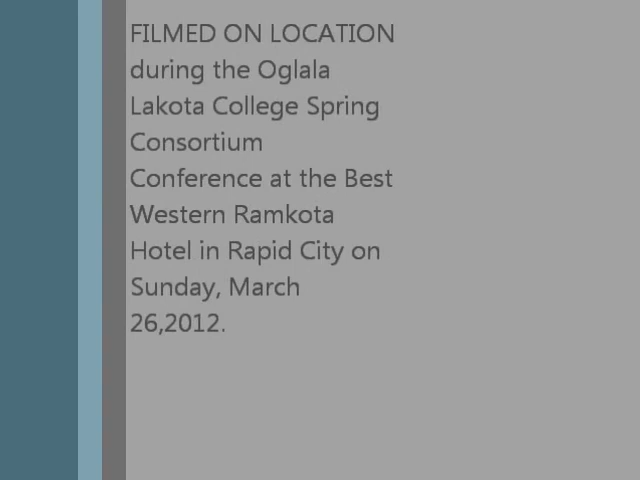 FILMED ON LOCATION
during the Oglala
Lakota College Spring
Consortium
Conference at the Best
Western Ramkota
Hotel in Rapid City on
Sunday, March
26,2012.